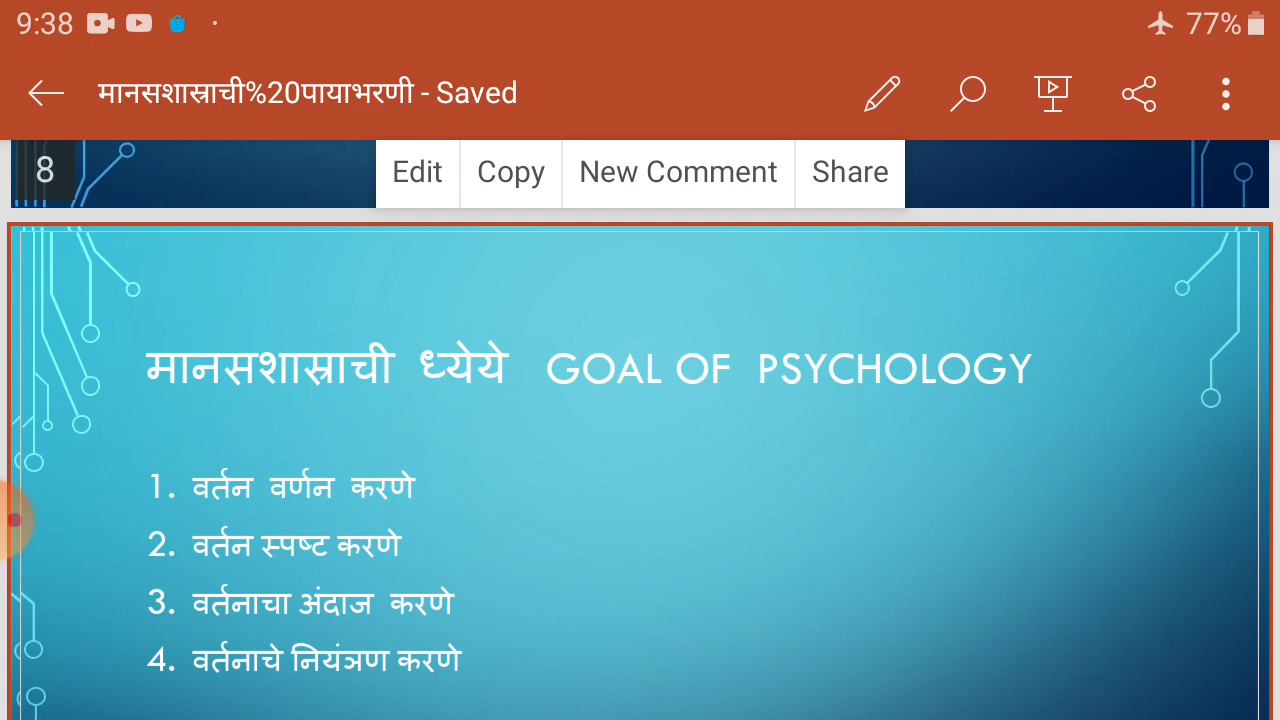 9:38
77%
मानसशास्राची%20पायाभरणी - Saved
8
Edit Copy New Comment Share
मानसशास्राची ध्येये GOAL OF PSYCHOLOGY
1. वर्तन वर्णन करणे
2. वर्तन स्पष्ट करणे
3. वर्तनाचा अंदाज करणे
4. वर्तनाचे नियंञण करणे